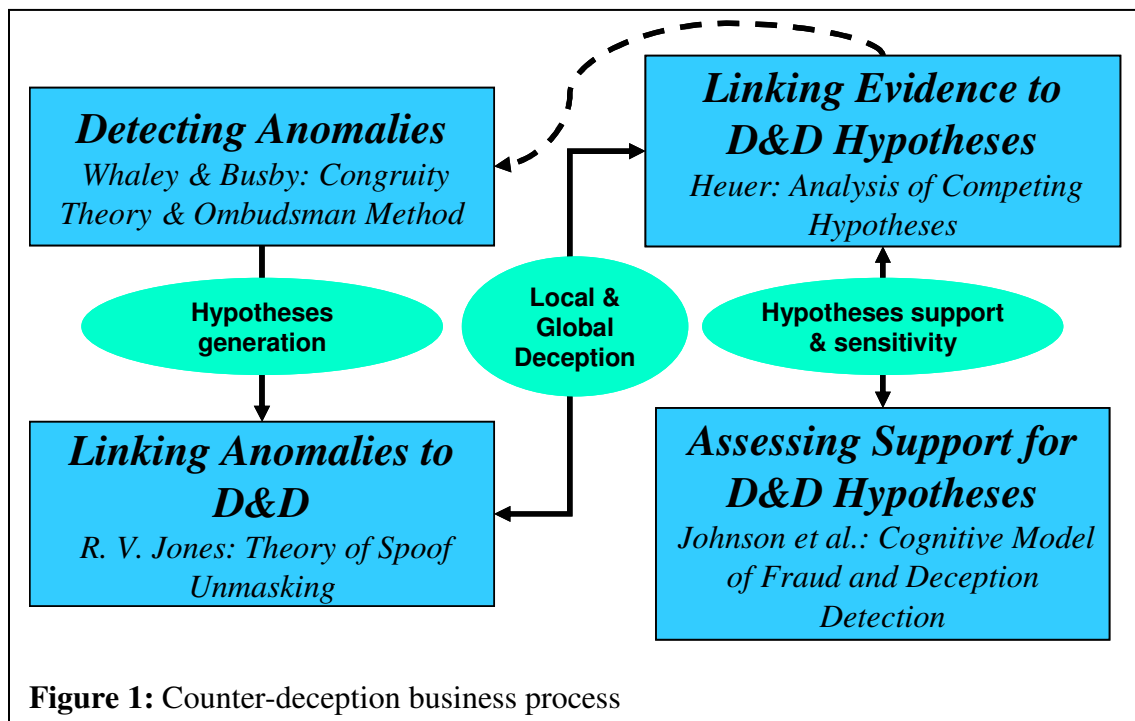 Detecting Anomalies
Whaley & Busby: Congruity
Theory & Ombudsman Method
Linking Evidence to
D&D Hypotheses
Heuer: Analysis of Competing
Hypotheses
Hypotheses
generation
Local &
Global
Deception
Hypotheses support
& sensitivity
Linking Anomalies to
D&D
R. V. Jones: Theory of Spoof
Unmasking
Assessing Support for
D&D Hypotheses
Johnson et al.: Cognitive Model
of Fraud and Deception
Detection
Figure 1: Counter-deception business process